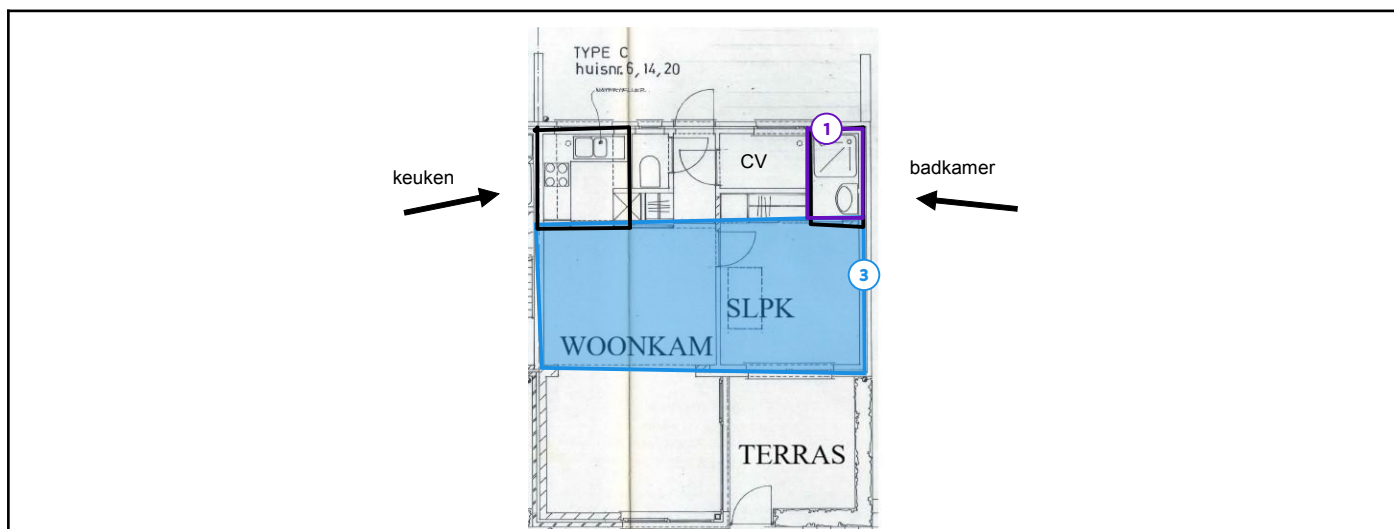 TYPE C
huisnr. 6, 14, 20
1
CV
keuken
badkamer
3
SLPK
WOONKAM
TERRAS